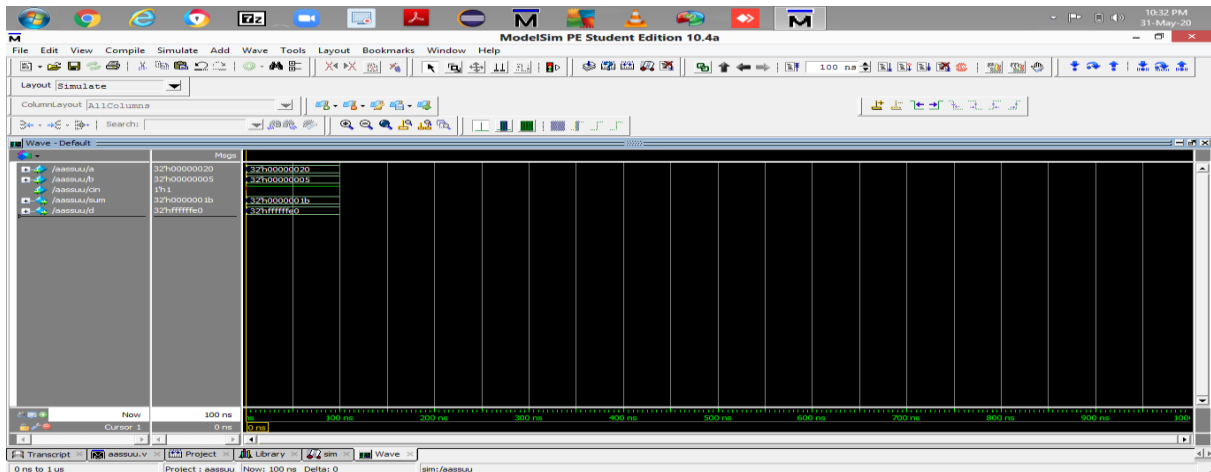 7z
M
M
10:32 PM
31-May-20
M
ModelSim PE Student Edition 10.4a
File Edit View Compile Simulate Add Wave Tools Layout Bookmarks Window Help
100 ns
Layout Simulate
ColumnLayout AllColumns
Search:
Wave - Default
Msgs
/aassuu/a 32'h00000020 32'h00000020
/aassuu/b 32'h00000005 32'h00000005
/aassuu/cin 1'h1
/aassuu/sum 32'h0000001b 32'h0000001b
/aassuu/d 32'hffffffe0 32'hffffffe0
Now 100 ns ns 100 ns 200 ns 300 ns 400 ns 500 ns 600 ns 700 ns 800 ns 900 ns 100
Cursor 1 0 ns 0 ns
Transcript aassuu.v Project Library sim Wave
0 ns to 1 us Project : aassuu Now: 100 ns Delta: 0 sim:/aassuu